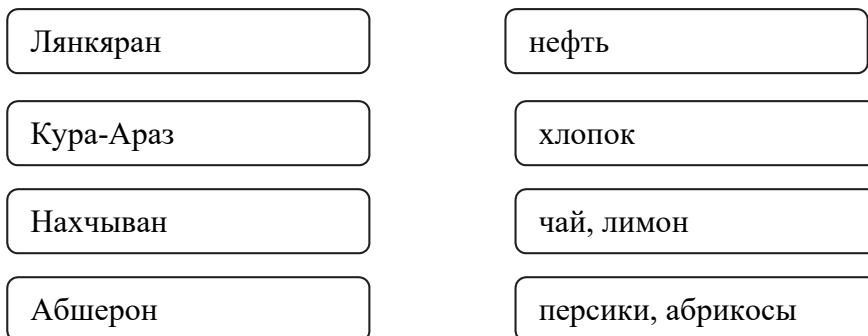 Лянкяран
нефть
Кура-Араз
хлопок
Нахчыван
чай, лимон
Абшерон
персики, абрикосы